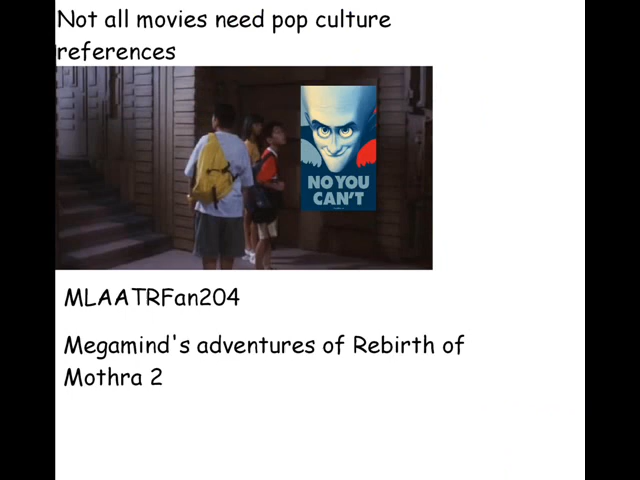 Not all movies need pop culture
references
NO YOU
CAN'T
MLAATRFan204
Megamind's adventures of Rebirth of
Mothra 2